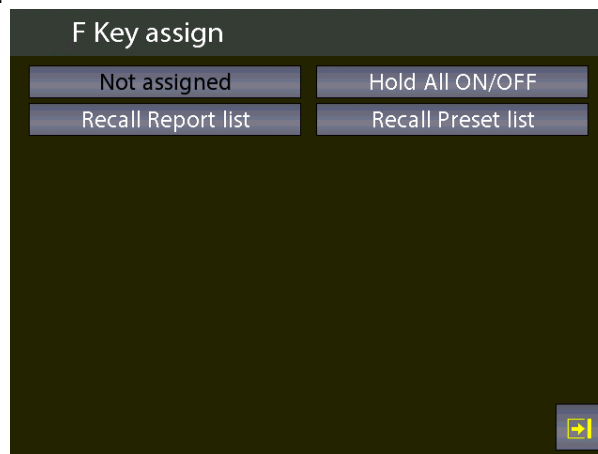 F Key assign
Not assigned
Hold All ON/OFF
Recall Report list
Recall Preset list